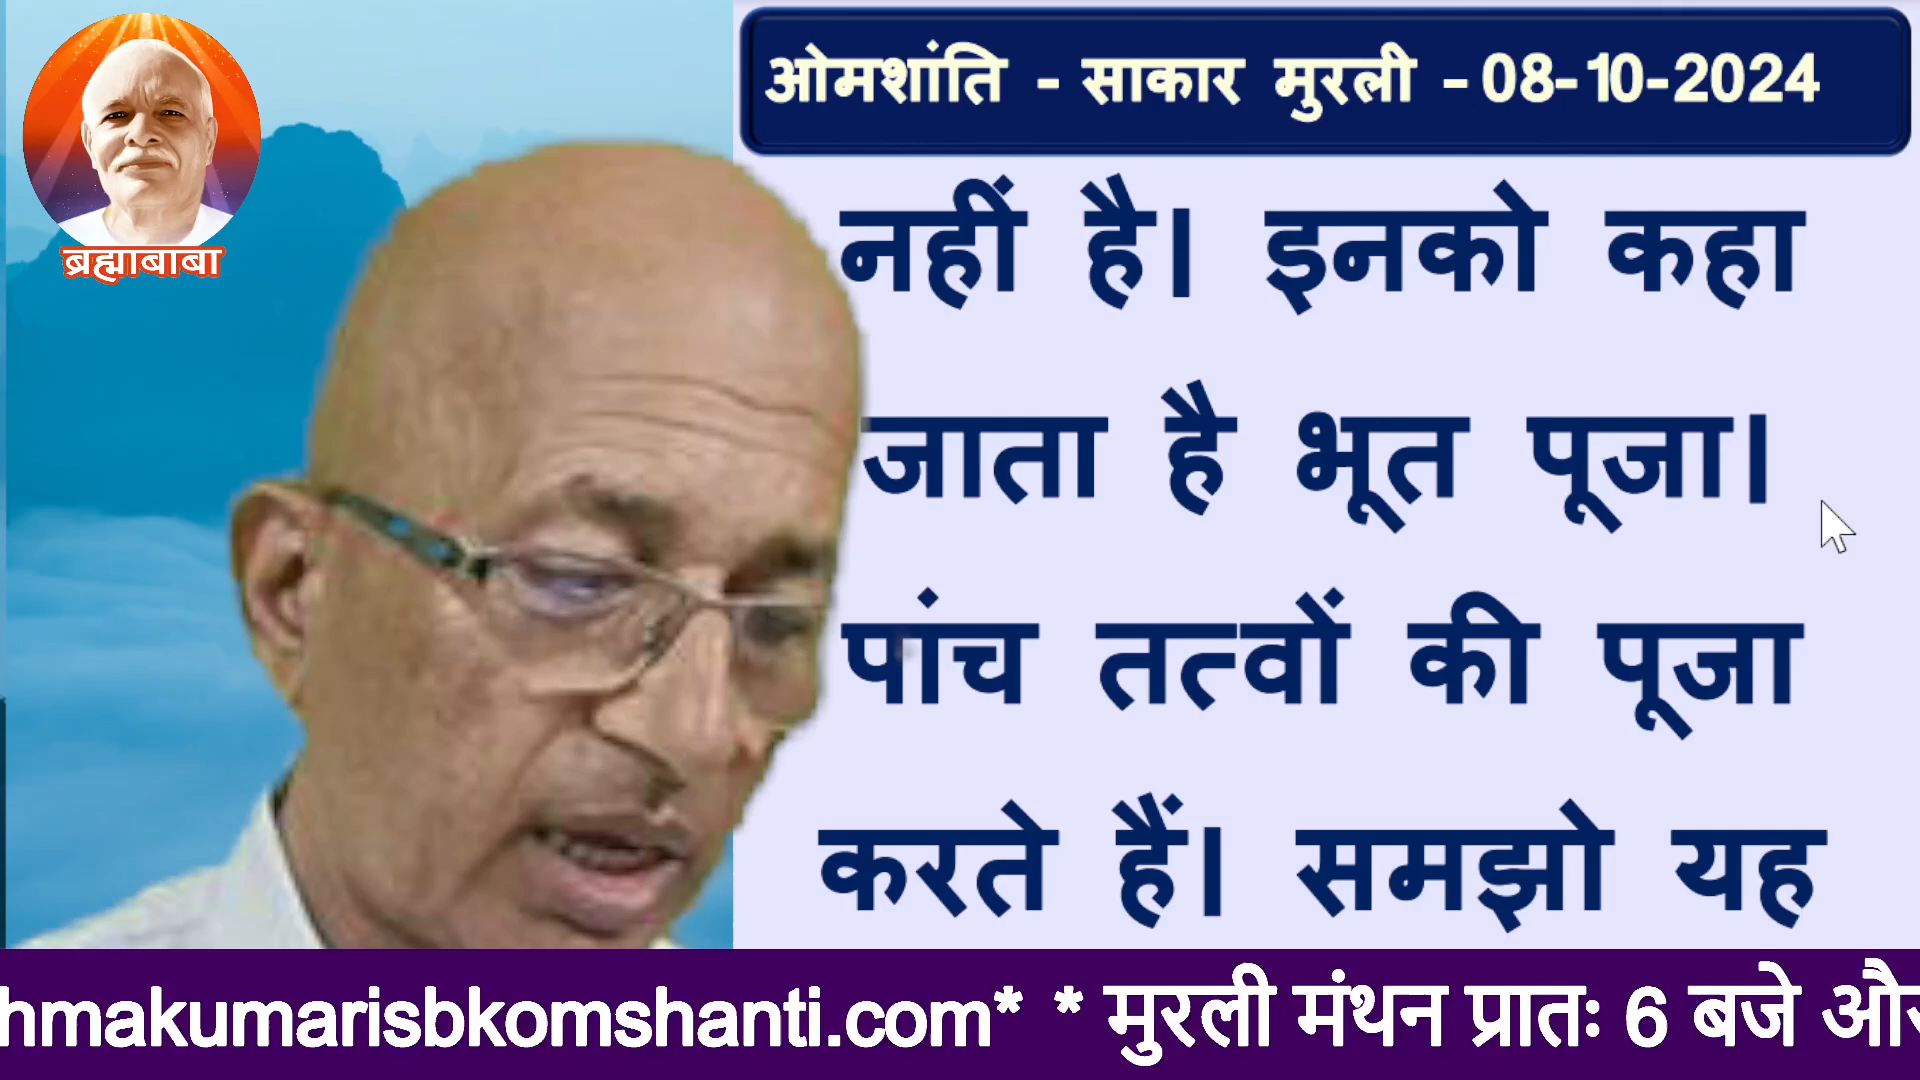 ओमशांति - साकार मुरली - 08-10-2024
ब्रह्माबाबा
नहीं है। इनको कहा
जाता है भूत पूजा।
पांच तत्वों की पूजा
करते हैं। समझो यह
hmakumarisbkomshanti.com* * मुरली मंथन प्रातः 6 बजे और